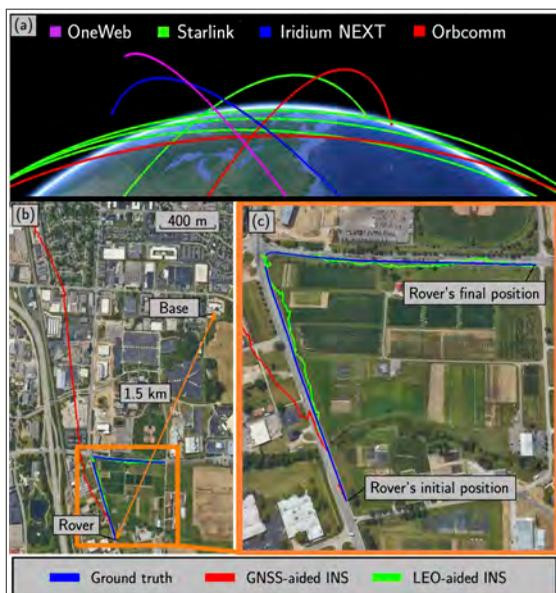 (a) OneWeb Starlink Iridium NEXT Orbcomm
(b)
400 m
Base
1.5 km
Rover
(c)
Rover's final position
Rover's initial position
Ground truth GNSS-aided INS LEO-aided INS